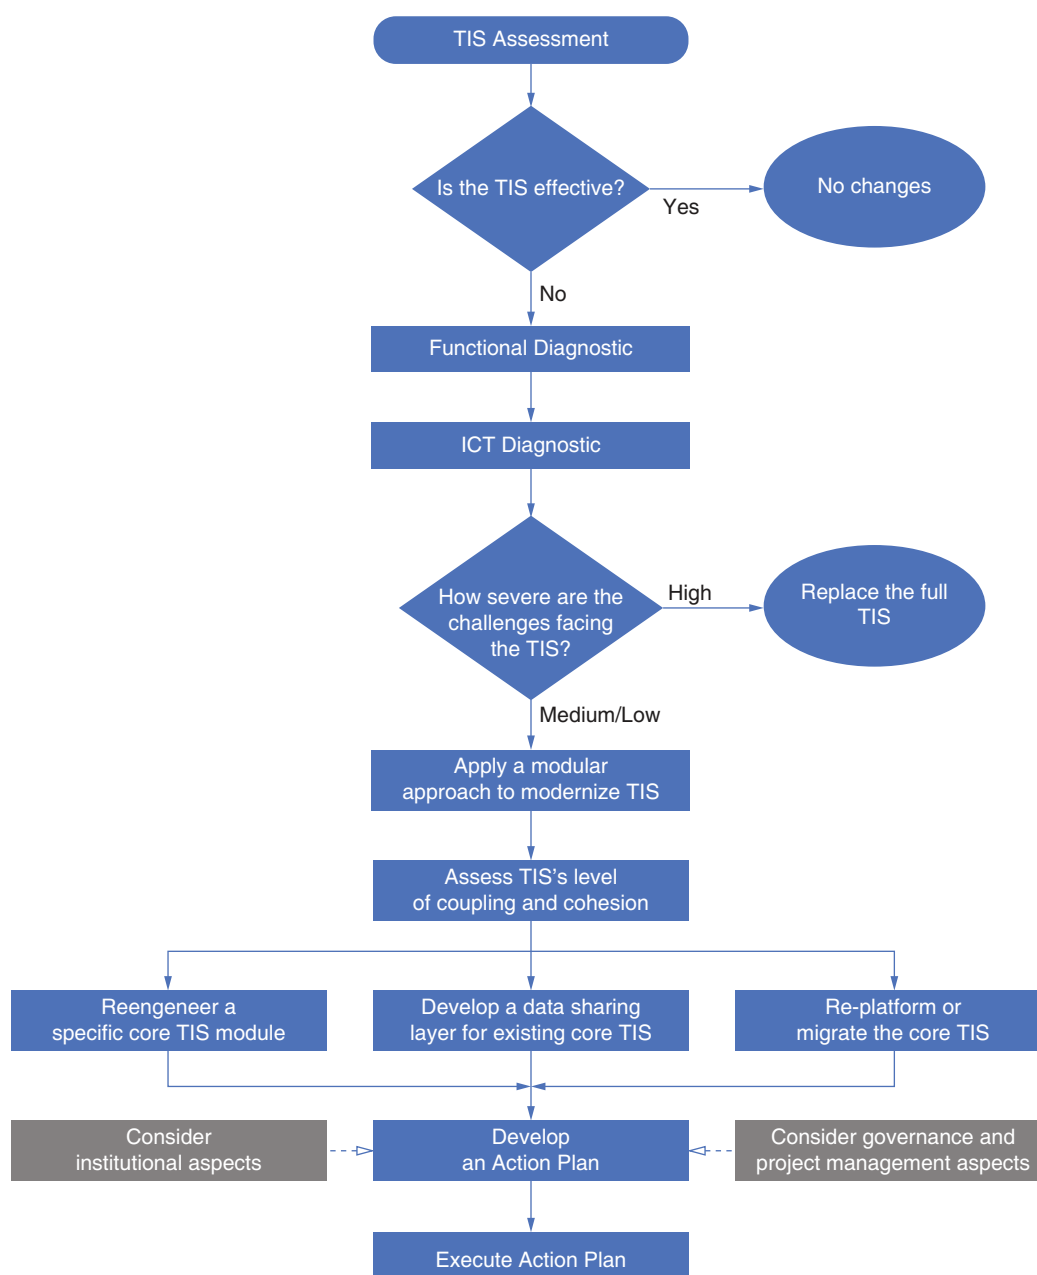 TIS Assessment
Is the TIS effective?
Yes
No changes
No
Functional Diagnostic
ICT Diagnostic
How severe are the
challenges facing
the TIS?
High
Replace the full
TIS
Medium/Low
Apply a modular
approach to modernize TIS
Assess TIS's level
of coupling and cohesion
Reengeneer a
specific core TIS module
Develop a data sharing
layer for existing core TIS
Re-platform or
migrate the core TIS
Consider
institutional aspects
Develop
an Action Plan
Consider governance and
project management aspects
Execute Action Plan